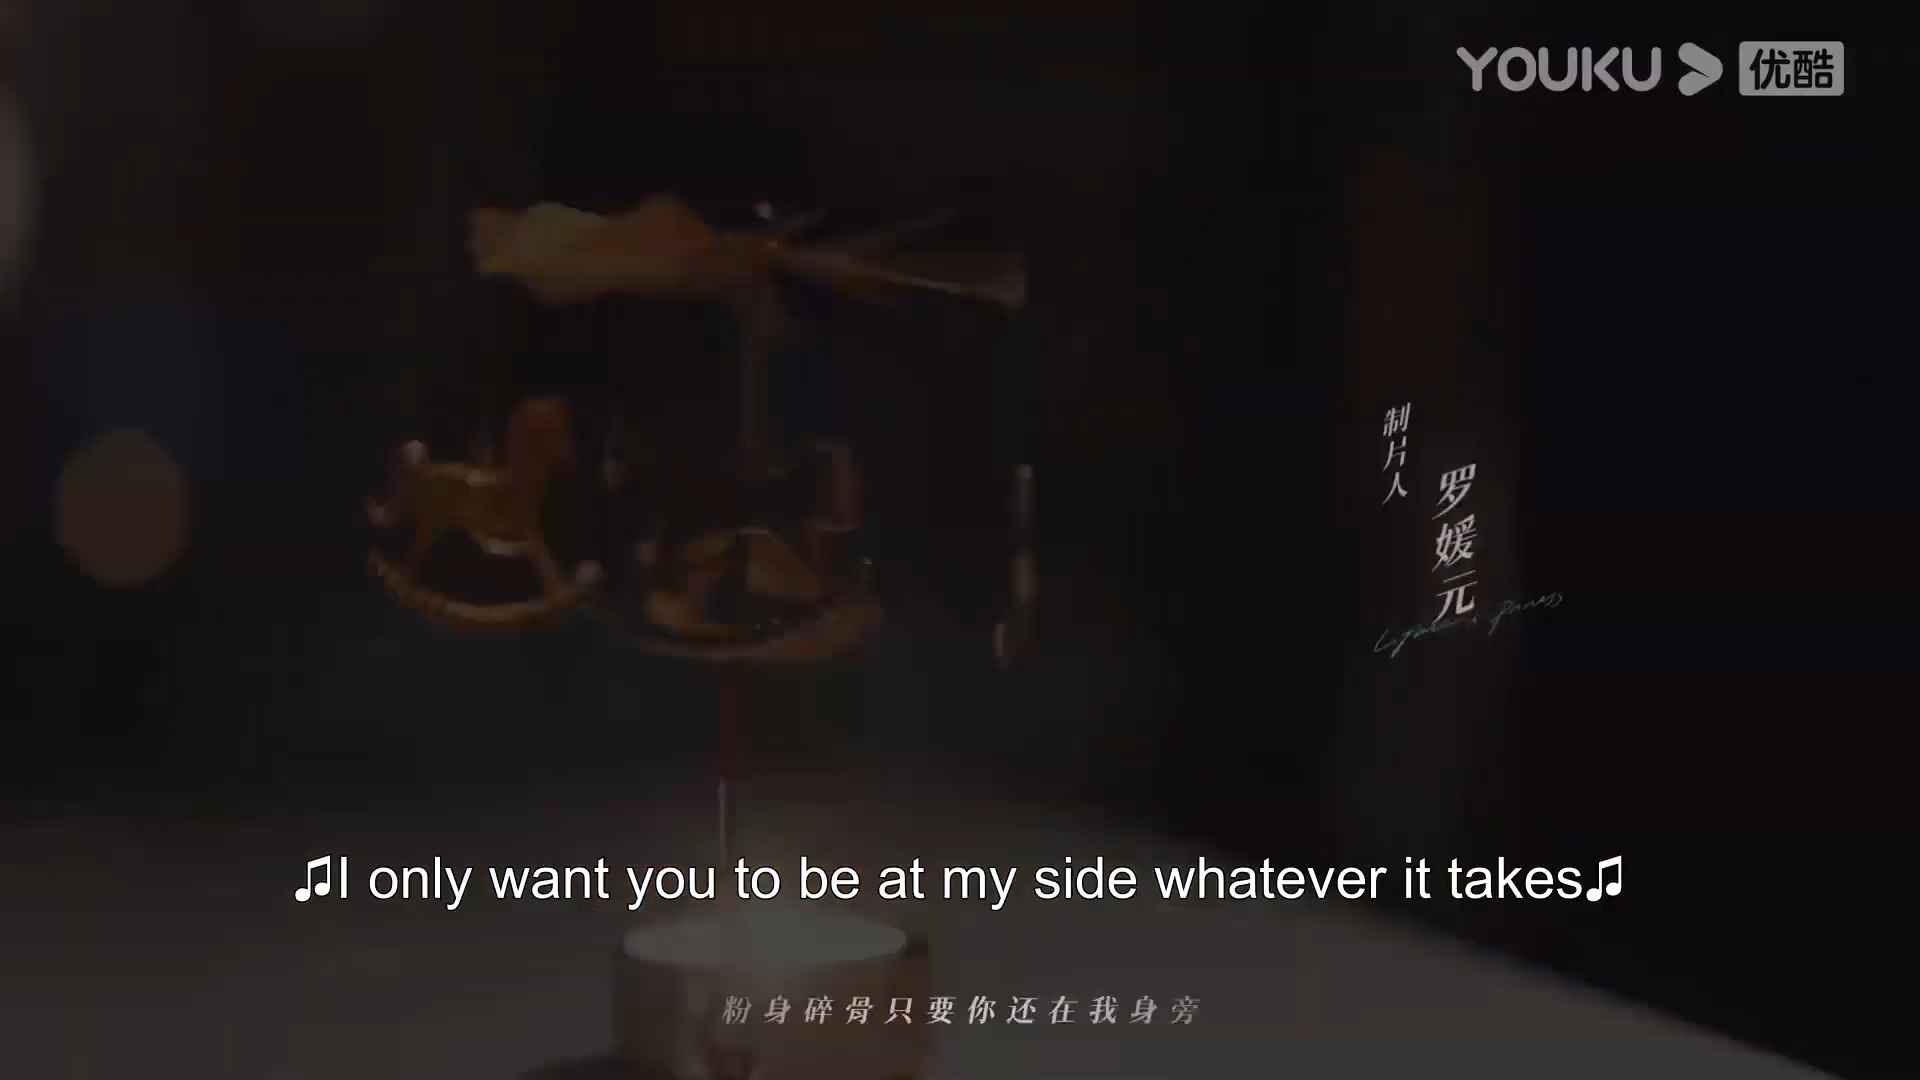 YOUKU 优酷
制片人
罗媛元
♫I only want you to be at my side whatever it takes♫
粉身碎骨只要你还在我身旁